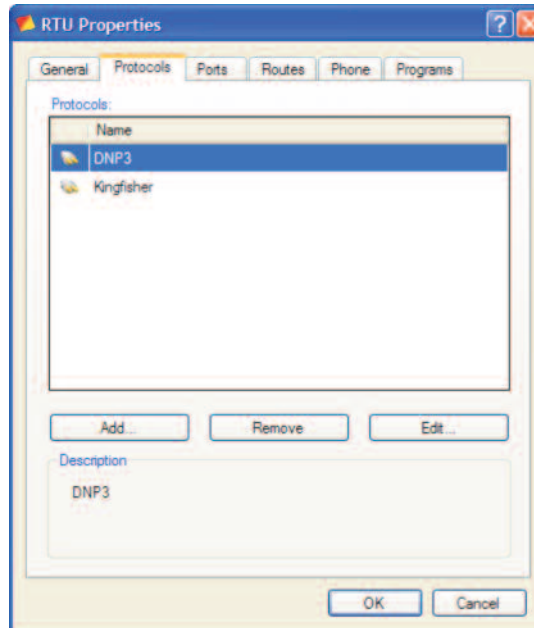 RTU Properties
General Protocols Ports Routes Phone Programs
Protocols:
Name
DNP3
Kingfisher
Add... Remove Edit...
Description
DNP3
OK Cancel